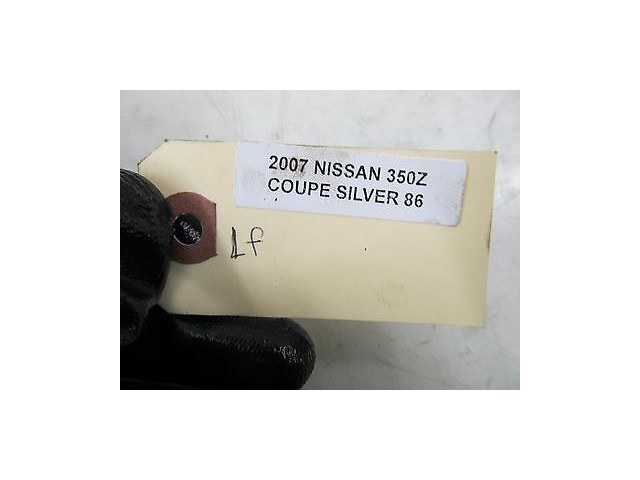 2007 NISSAN 350Z
COUPE SILVER 86
Lf